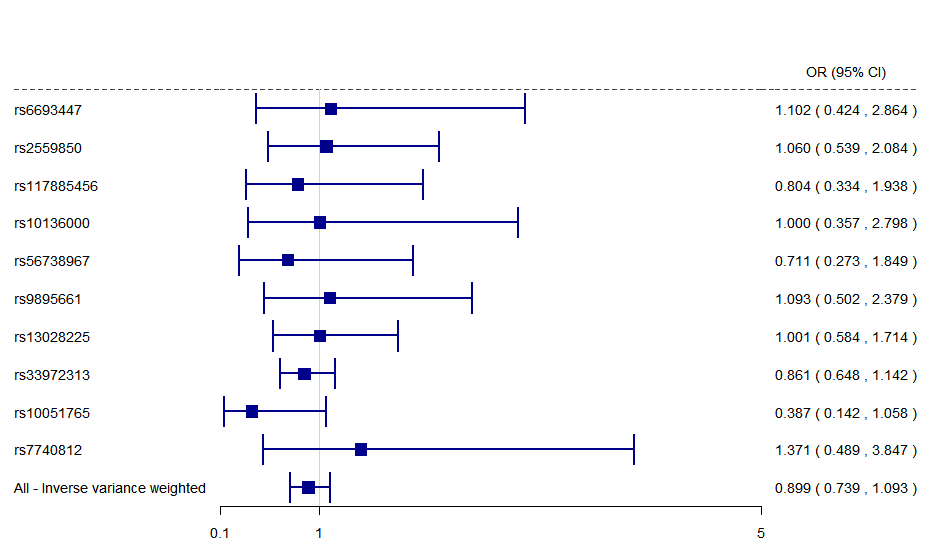 OR (95% CI)
rs6693447 1.102 ( 0.424 , 2.864 )
rs2559850 1.060 ( 0.539 , 2.084 )
rs117885456 0.804 ( 0.334 , 1.938 )
rs10136000 1.000 ( 0.357 , 2.798 )
rs56738967 0.711 ( 0.273 , 1.849 )
rs9895661 1.093 ( 0.502 , 2.379 )
rs13028225 1.001 ( 0.584 , 1.714 )
rs33972313 0.861 ( 0.648 , 1.142 )
rs10051765 0.387 ( 0.142 , 1.058 )
rs7740812 1.371 ( 0.489 , 3.847 )
All - Inverse variance weighted 0.899 ( 0.739 , 1.093 )
0.1 1 5